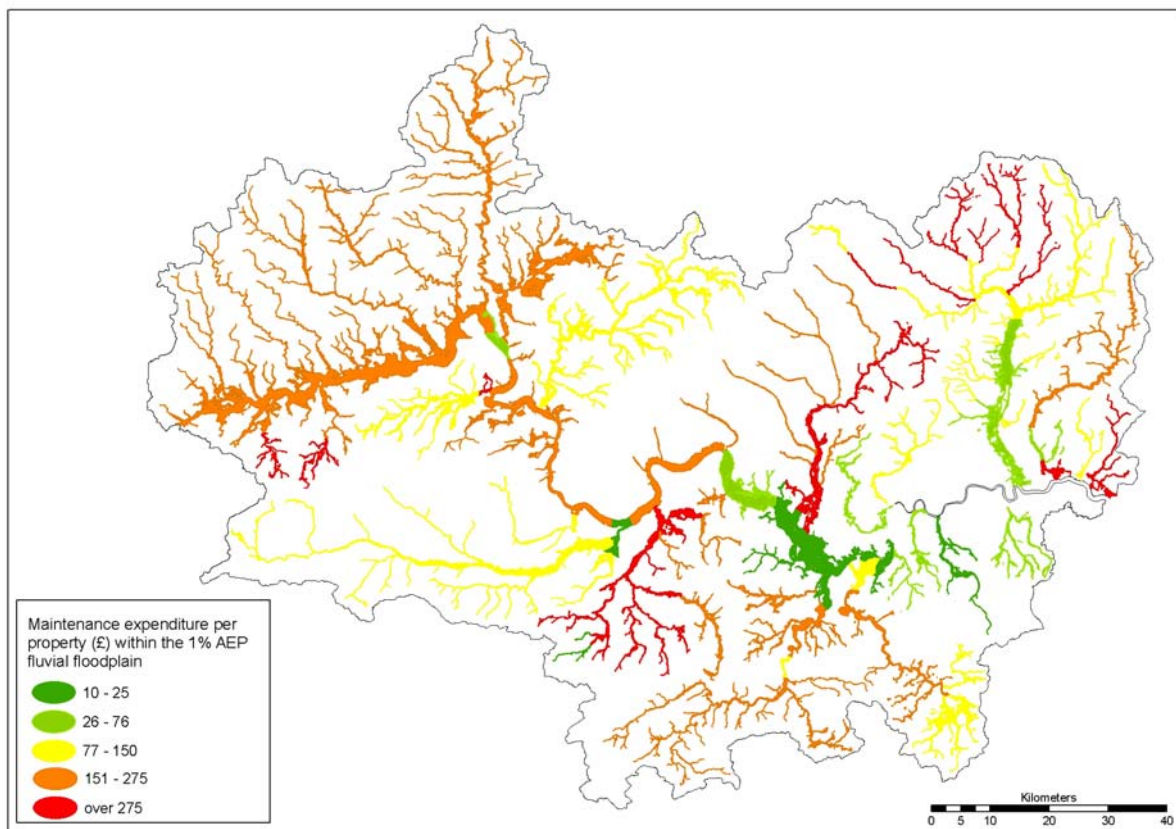 Maintenance expenditure per
property (£) within the 1% AEP
fluvial floodplain
10 - 25
26 - 76
77 - 150
151 - 275
over 275
Kilometers
0 5 10 20 30 40